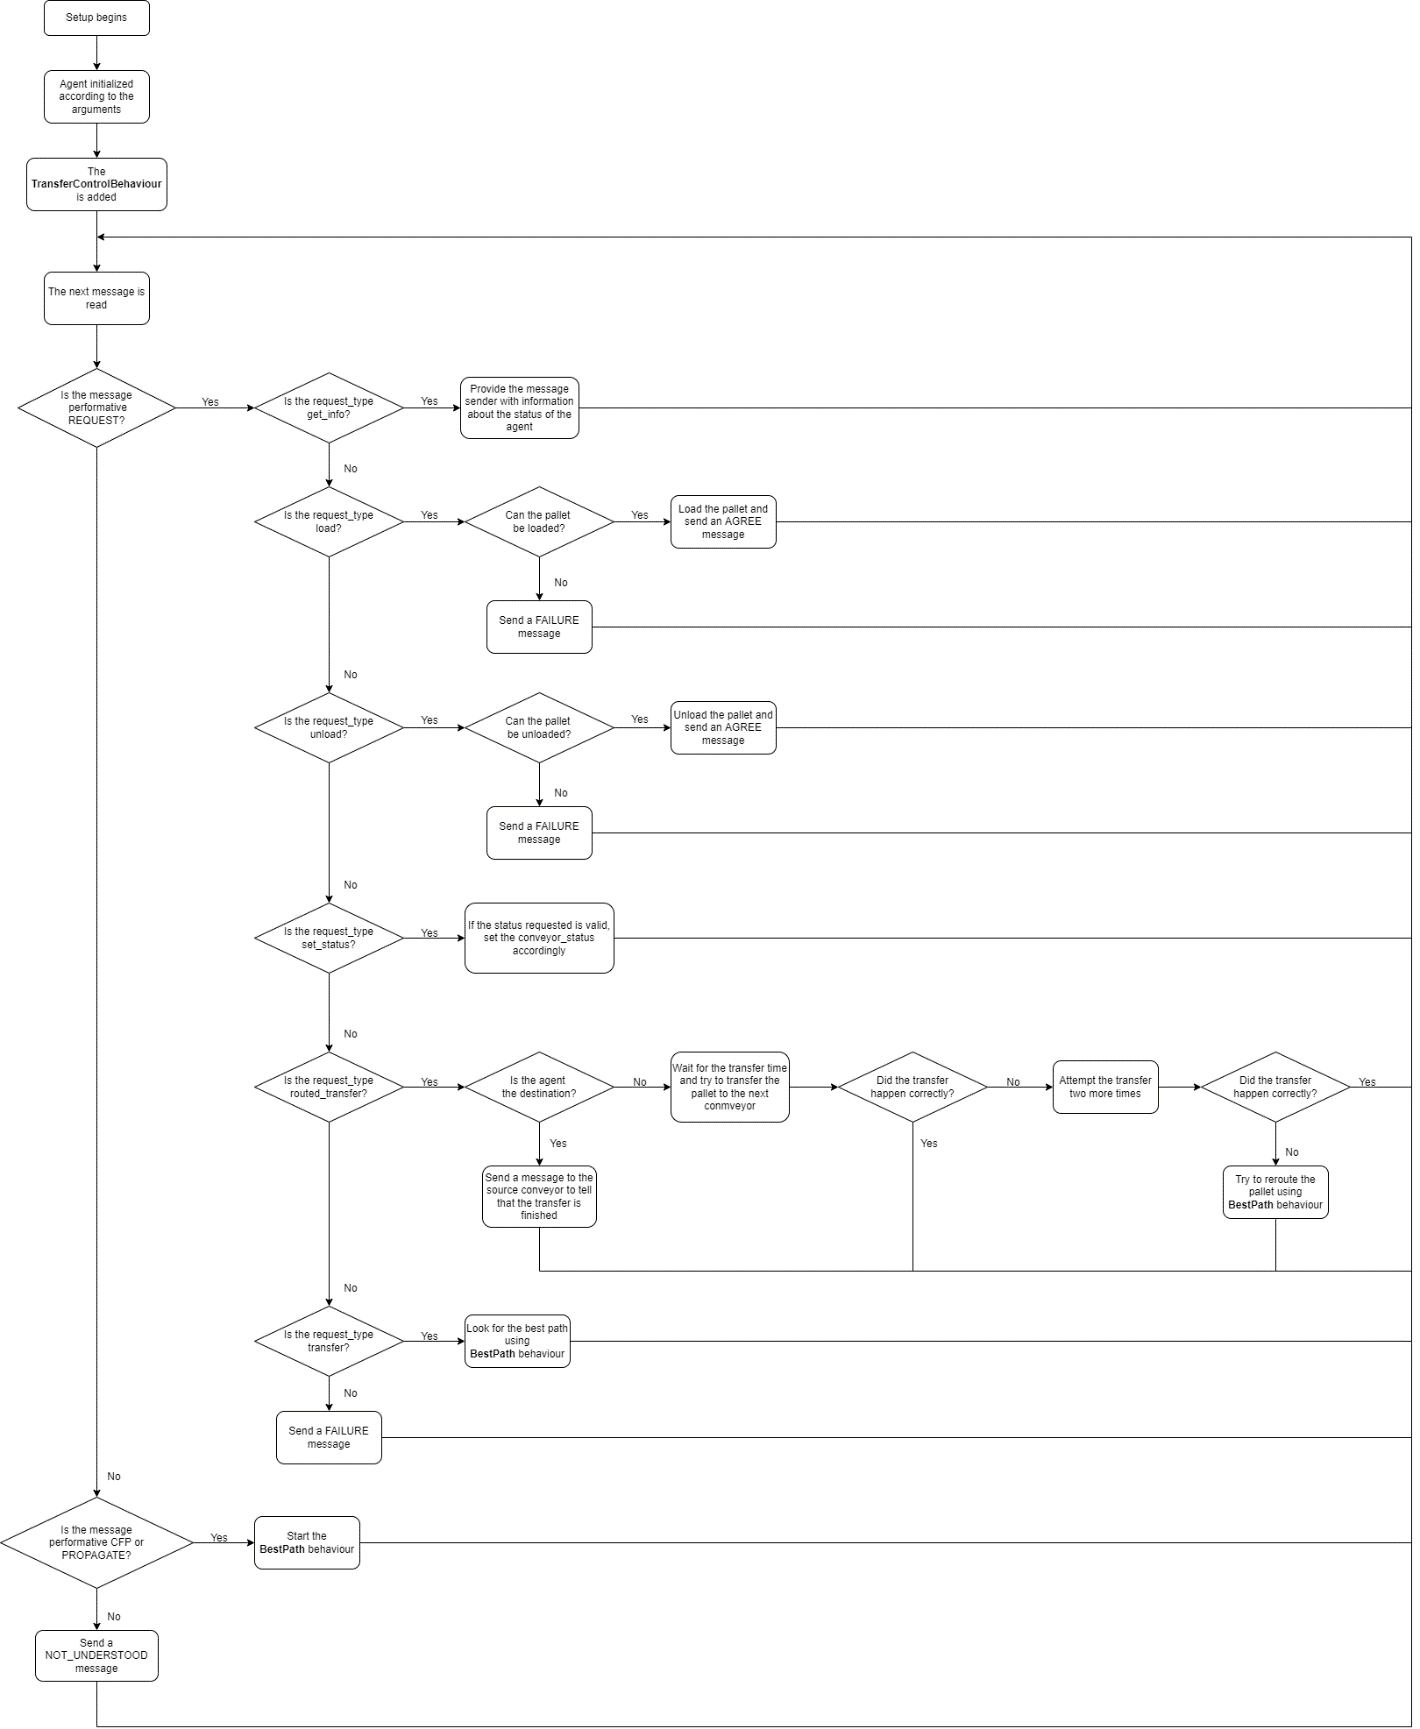 Setup begins
Agent initialized
according to the
arguments
The
TransferControlBehaviour
is added
The next message is
read
Is the message
performative
REQUEST?
Yes
Is the request_type
get_info?
Yes
Provide the message
sender with information
about the status of the
agent
No
Is the request_type
load?
Yes
Can the pallet
be loaded?
Yes
Load the pallet and
send an AGREE
message
No
Send a FAILURE
message
No
Is the request_type
unload?
Yes
Can the pallet
be unloaded?
Yes
Unload the pallet and
send an AGREE
message
No
Send a FAILURE
message
No
Is the request_type
set_status?
Yes
If the status requested is valid,
set the conveyor_status
accordingly
No
Is the request_type
routed_transfer?
Yes
Is the agent
the destination?
No
Wait for the transfer time
and try to transfer the
pallet to the next
conmveyor
Did the transfer
happen correctly?
No
Attempt the transfer
two more times
Did the transfer
happen correctly?
Yes
Yes
Send a message to the
source conveyor to tell
that the transfer is
finished
Yes
No
Try to reroute the
pallet using
BestPath behaviour
No
Is the request_type
transfer?
Yes
Look for the best path
using
BestPath behaviour
No
Send a FAILURE
message
No
Is the message
performative CFP or
PROPAGATE?
Yes
Start the
BestPath behaviour
No
Send a
NOT_UNDERSTOOD
message